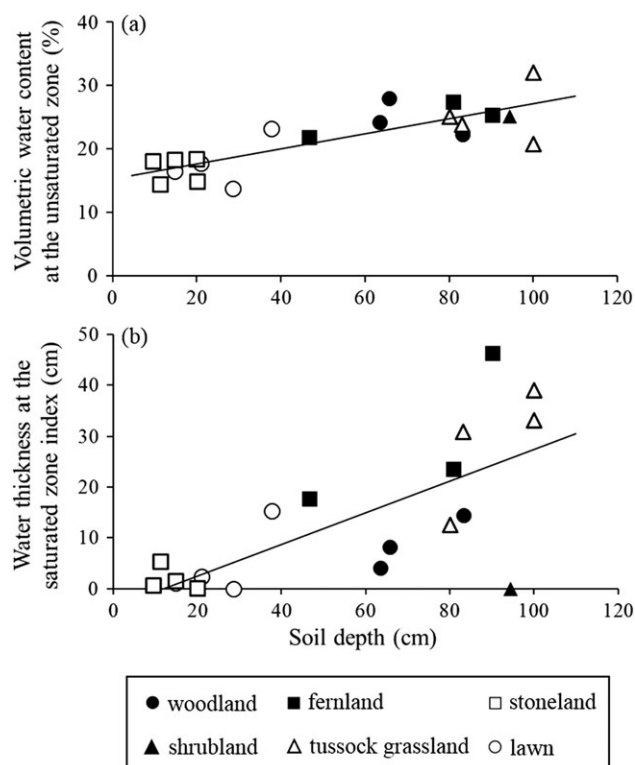 (a)
Volumetric water content
at the unsaturated zone (%)
40
30
20
10
0
0 20 40 60 80 100 120
(b)
Water thickness at the
saturated zone index (cm)
50
40
30
20
10
0
0 20 40 60 80 100 120
Soil depth (cm)
woodland fernland stoneland
shrubland tussock grassland lawn